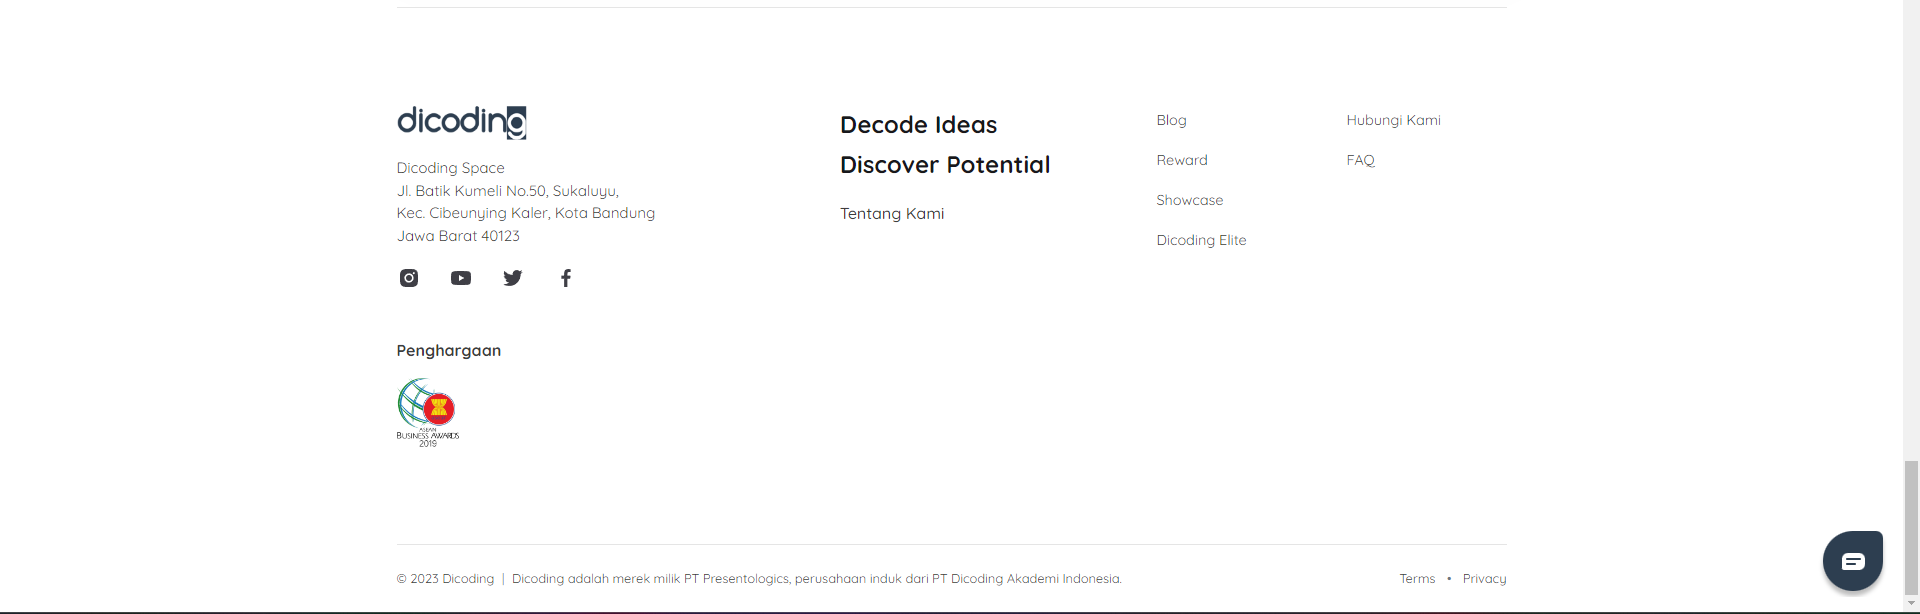 dicoding
Dicoding Space
Jl. Batik Kumeli No.50, Sukaluyu,
Kec. Cibeunying Kaler, Kota Bandung
Jawa Barat 40123
Penghargaan
ASEAN
BUSINESS AWARDS
2019
Decode Ideas
Discover Potential
Tentang Kami
Blog
Reward
Showcase
Dicoding Elite
Hubungi Kami
FAQ
© 2023 Dicoding | Dicoding adalah merek milik PT Presentologics, perusahaan induk dari PT Dicoding Akademi Indonesia.
Terms • Privacy